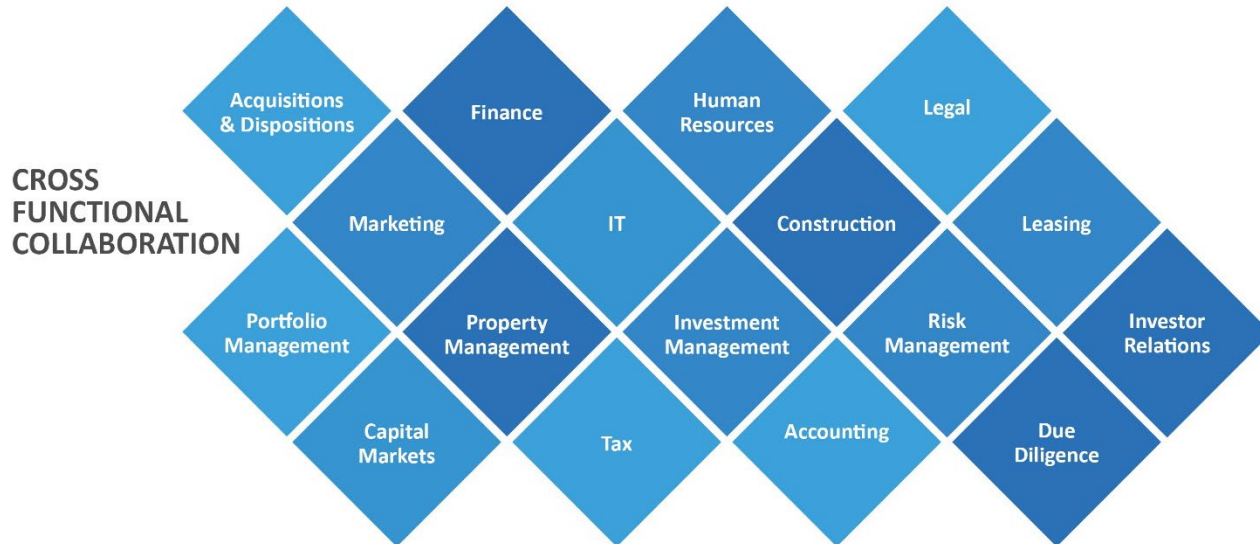 CROSS
FUNCTIONAL
COLLABORATION
Acquisitions
& Dispositions
Finance
Human
Resources
Legal
Marketing
IT
Construction
Leasing
Portfolio
Management
Property
Management
Investment
Management
Risk
Management
Investor
Relations
Capital
Markets
Tax
Accounting
Due
Diligence